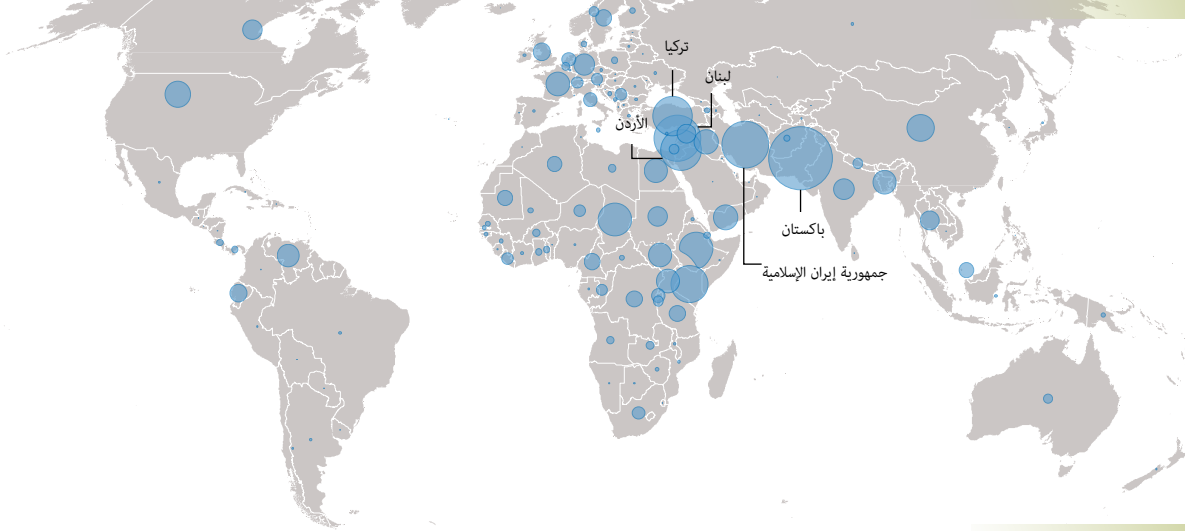 تركيا
لبنان
الأردن
باكستان
جمهورية إيران الإسلامية